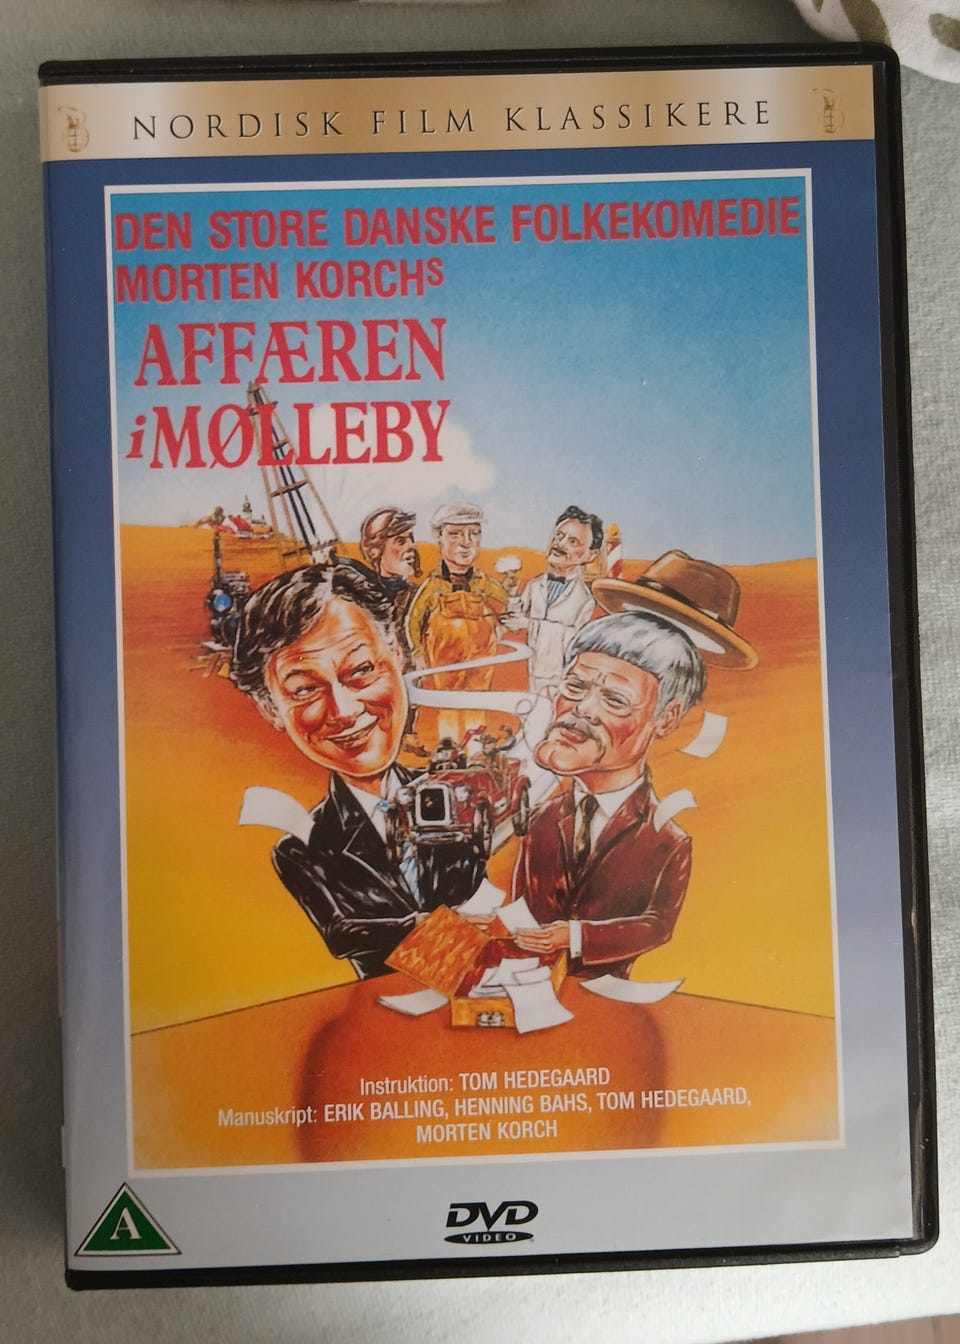 NORDISK FILM KLASSIKERE
DEN STORE DANSKE FOLKEKOMEDIE
MORTEN KORCHs
AFFÆREN
i MØLLEBY
Instruktion: TOM HEDEGAARD
Manuskript: ERIK BALLING, HENNING BAHS, TOM HEDEGAARD,
MORTEN KORCH
A
DVD
VIDEO